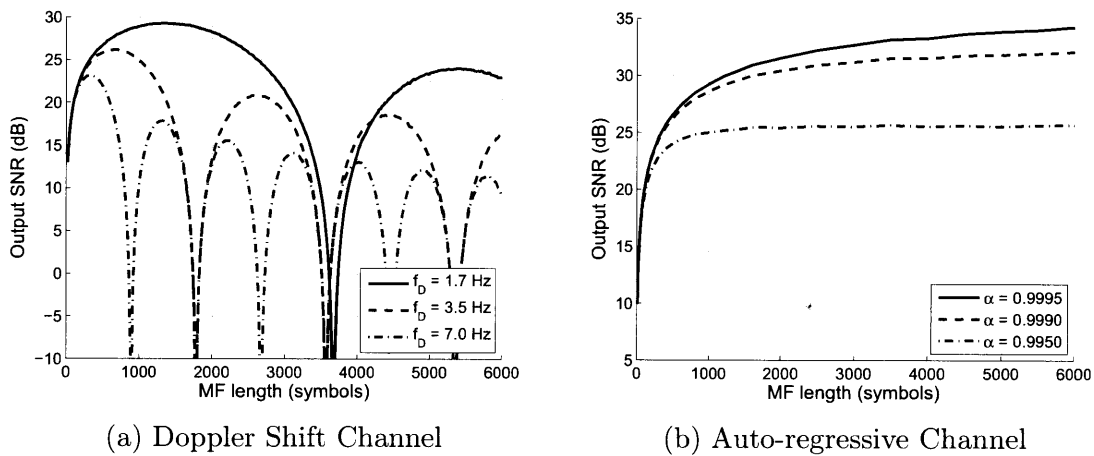 30
25
20
15
10
5
0
−5
−10
Output SNR (dB)
f_D = 1.7 Hz
f_D = 3.5 Hz
f_D = 7.0 Hz
0 1000 2000 3000 4000 5000 6000
MF length (symbols)
(a) Doppler Shift Channel
35
30
25
20
15
10
5
Output SNR (dB)
α = 0.9995
α = 0.9990
α = 0.9950
0 1000 2000 3000 4000 5000 6000
MF length (symbols)
(b) Auto-regressive Channel